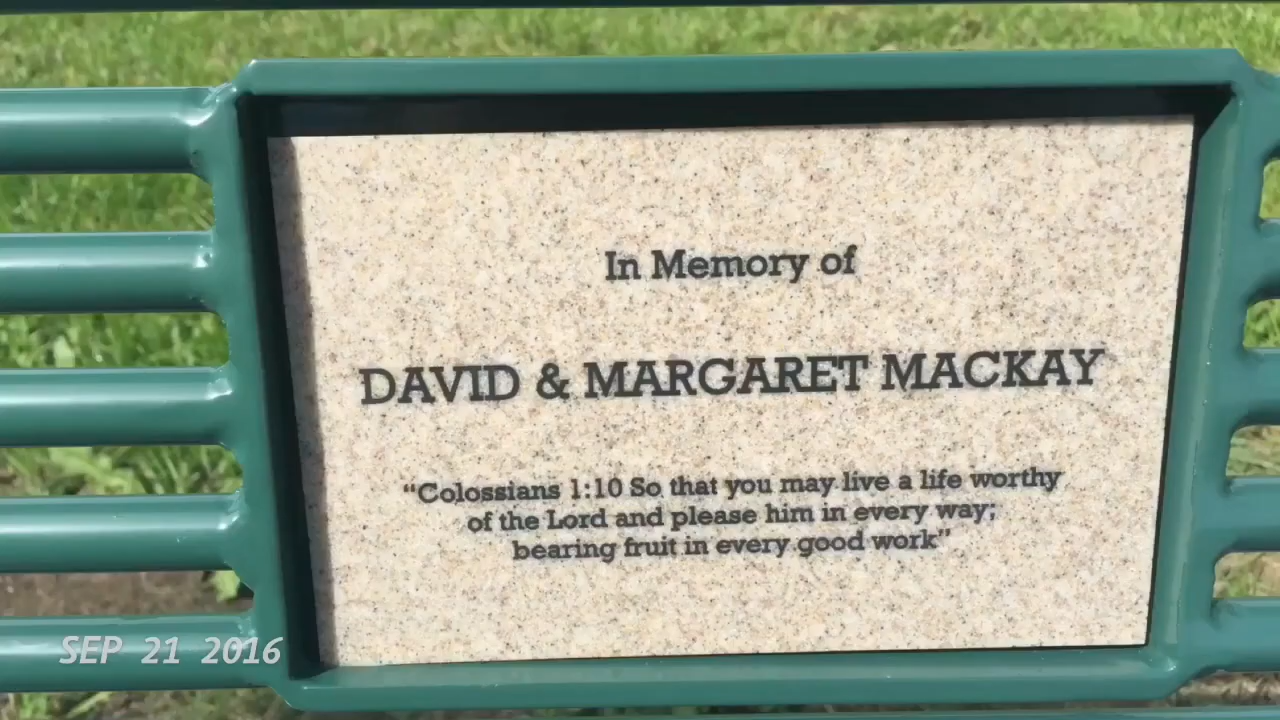 In Memory of
DAVID & MARGARET MACKAY
“Colossians 1:10 So that you may live a life worthy
of the Lord and please him in every way;
bearing fruit in every good work”
SEP 21 2016